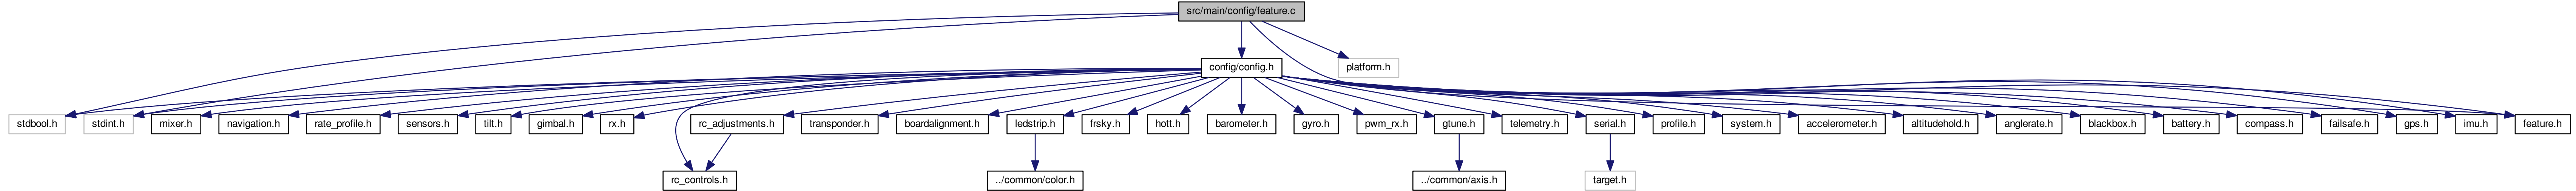 src/main/config/feature.c
config/config.h
platform.h
stdbool.h
stdint.h
mixer.h
navigation.h
rate_profile.h
sensors.h
tilt.h
gimbal.h
rx.h
rc_adjustments.h
transponder.h
boardalignment.h
ledstrip.h
frsky.h
hott.h
barometer.h
gyro.h
pwm_rx.h
gtune.h
telemetry.h
serial.h
profile.h
system.h
accelerometer.h
altitudehold.h
anglerate.h
blackbox.h
battery.h
compass.h
failsafe.h
gps.h
imu.h
feature.h
rc_controls.h
../common/color.h
../common/axis.h
target.h